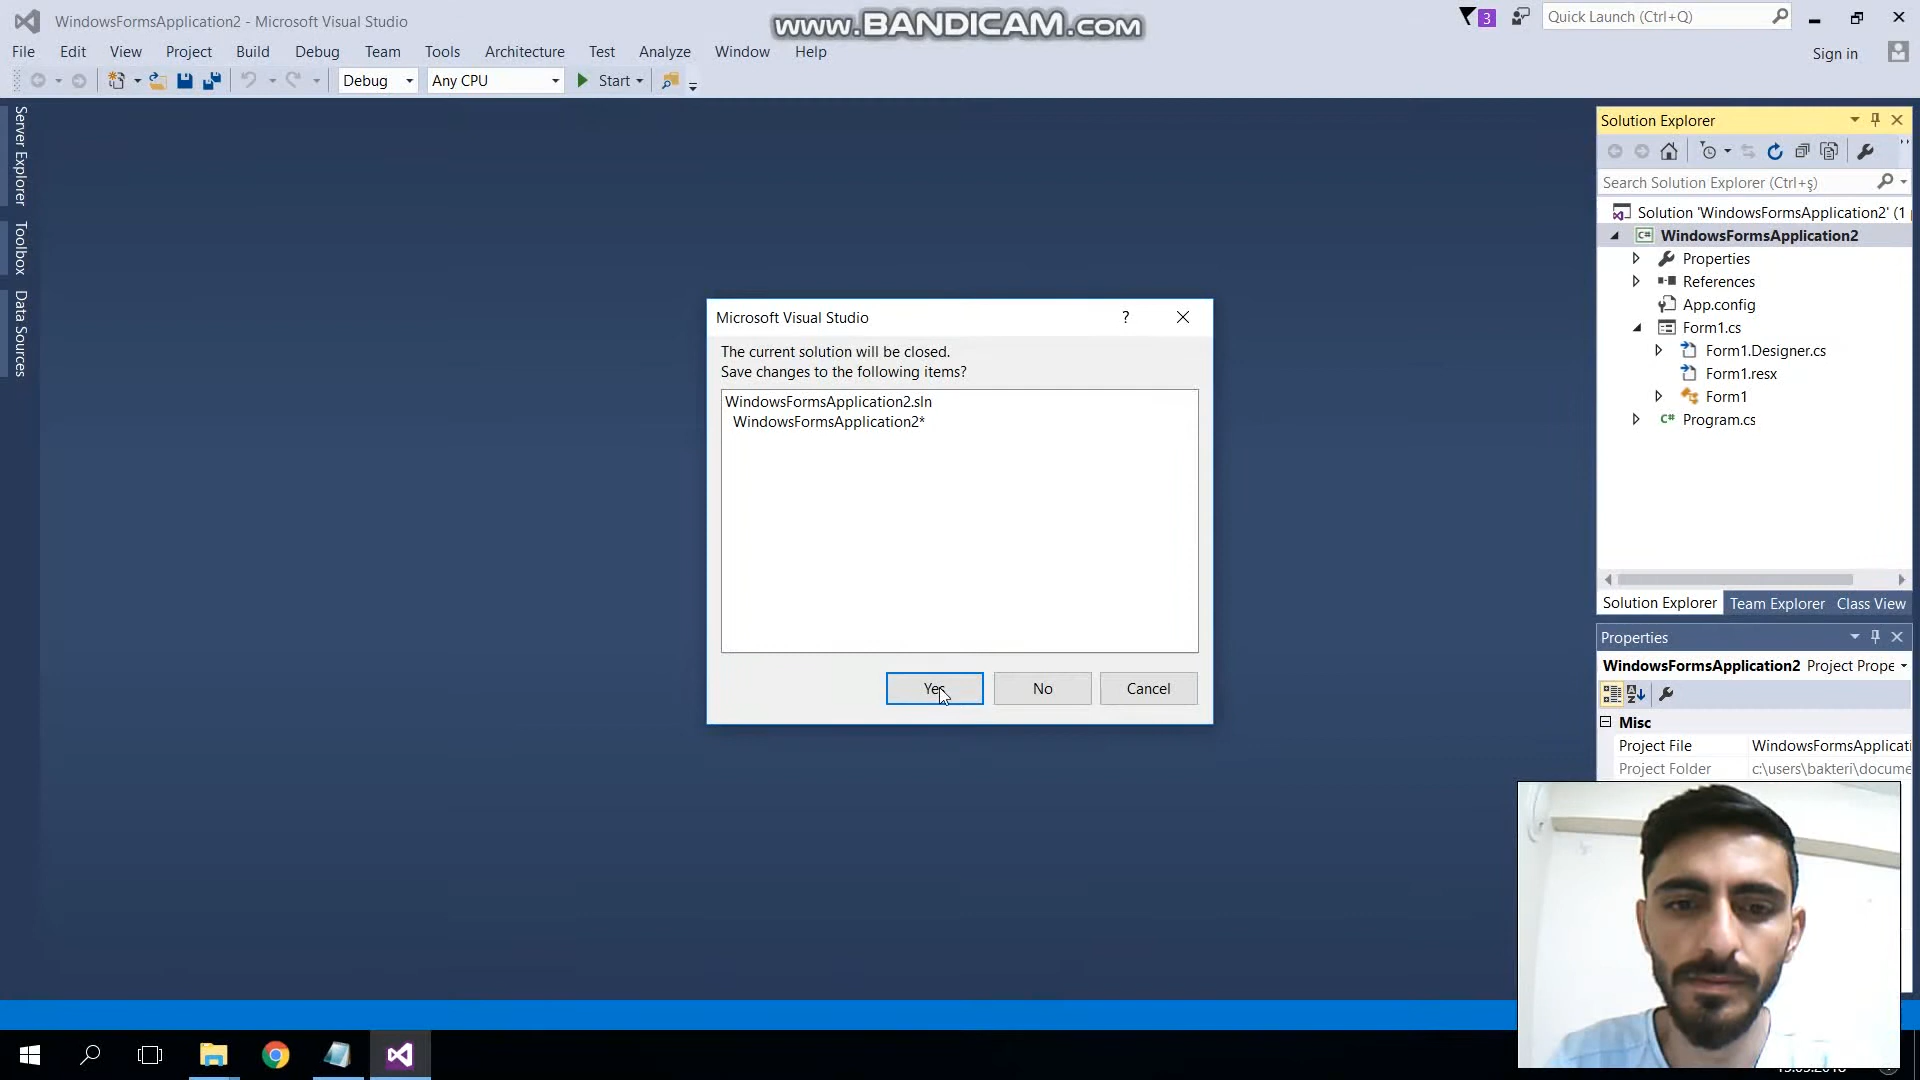 WindowsFormsApplication2 - Microsoft Visual Studio
www.BANDICAM.com
3
Quick Launch (Ctrl+Q)
File Edit View Project Build Debug Team Tools Architecture Test Analyze Window Help
Sign in
Debug Any CPU Start
Server Explorer
Toolbox
Data Sources
Solution Explorer
Search Solution Explorer (Ctrl+ş)
Solution 'WindowsFormsApplication2' (1
C# WindowsFormsApplication2
Properties
References
App.config
Form1.cs
Form1.Designer.cs
Form1.resx
Form1
C# Program.cs
Solution Explorer Team Explorer Class View
Microsoft Visual Studio ?
The current solution will be closed.
Save changes to the following items?
WindowsFormsApplication2.sln
WindowsFormsApplication2*
Yes No Cancel
Properties
WindowsFormsApplication2 Project Prope
Misc
Project File WindowsFormsApplicati
Project Folder c:\users\bakteri\docume